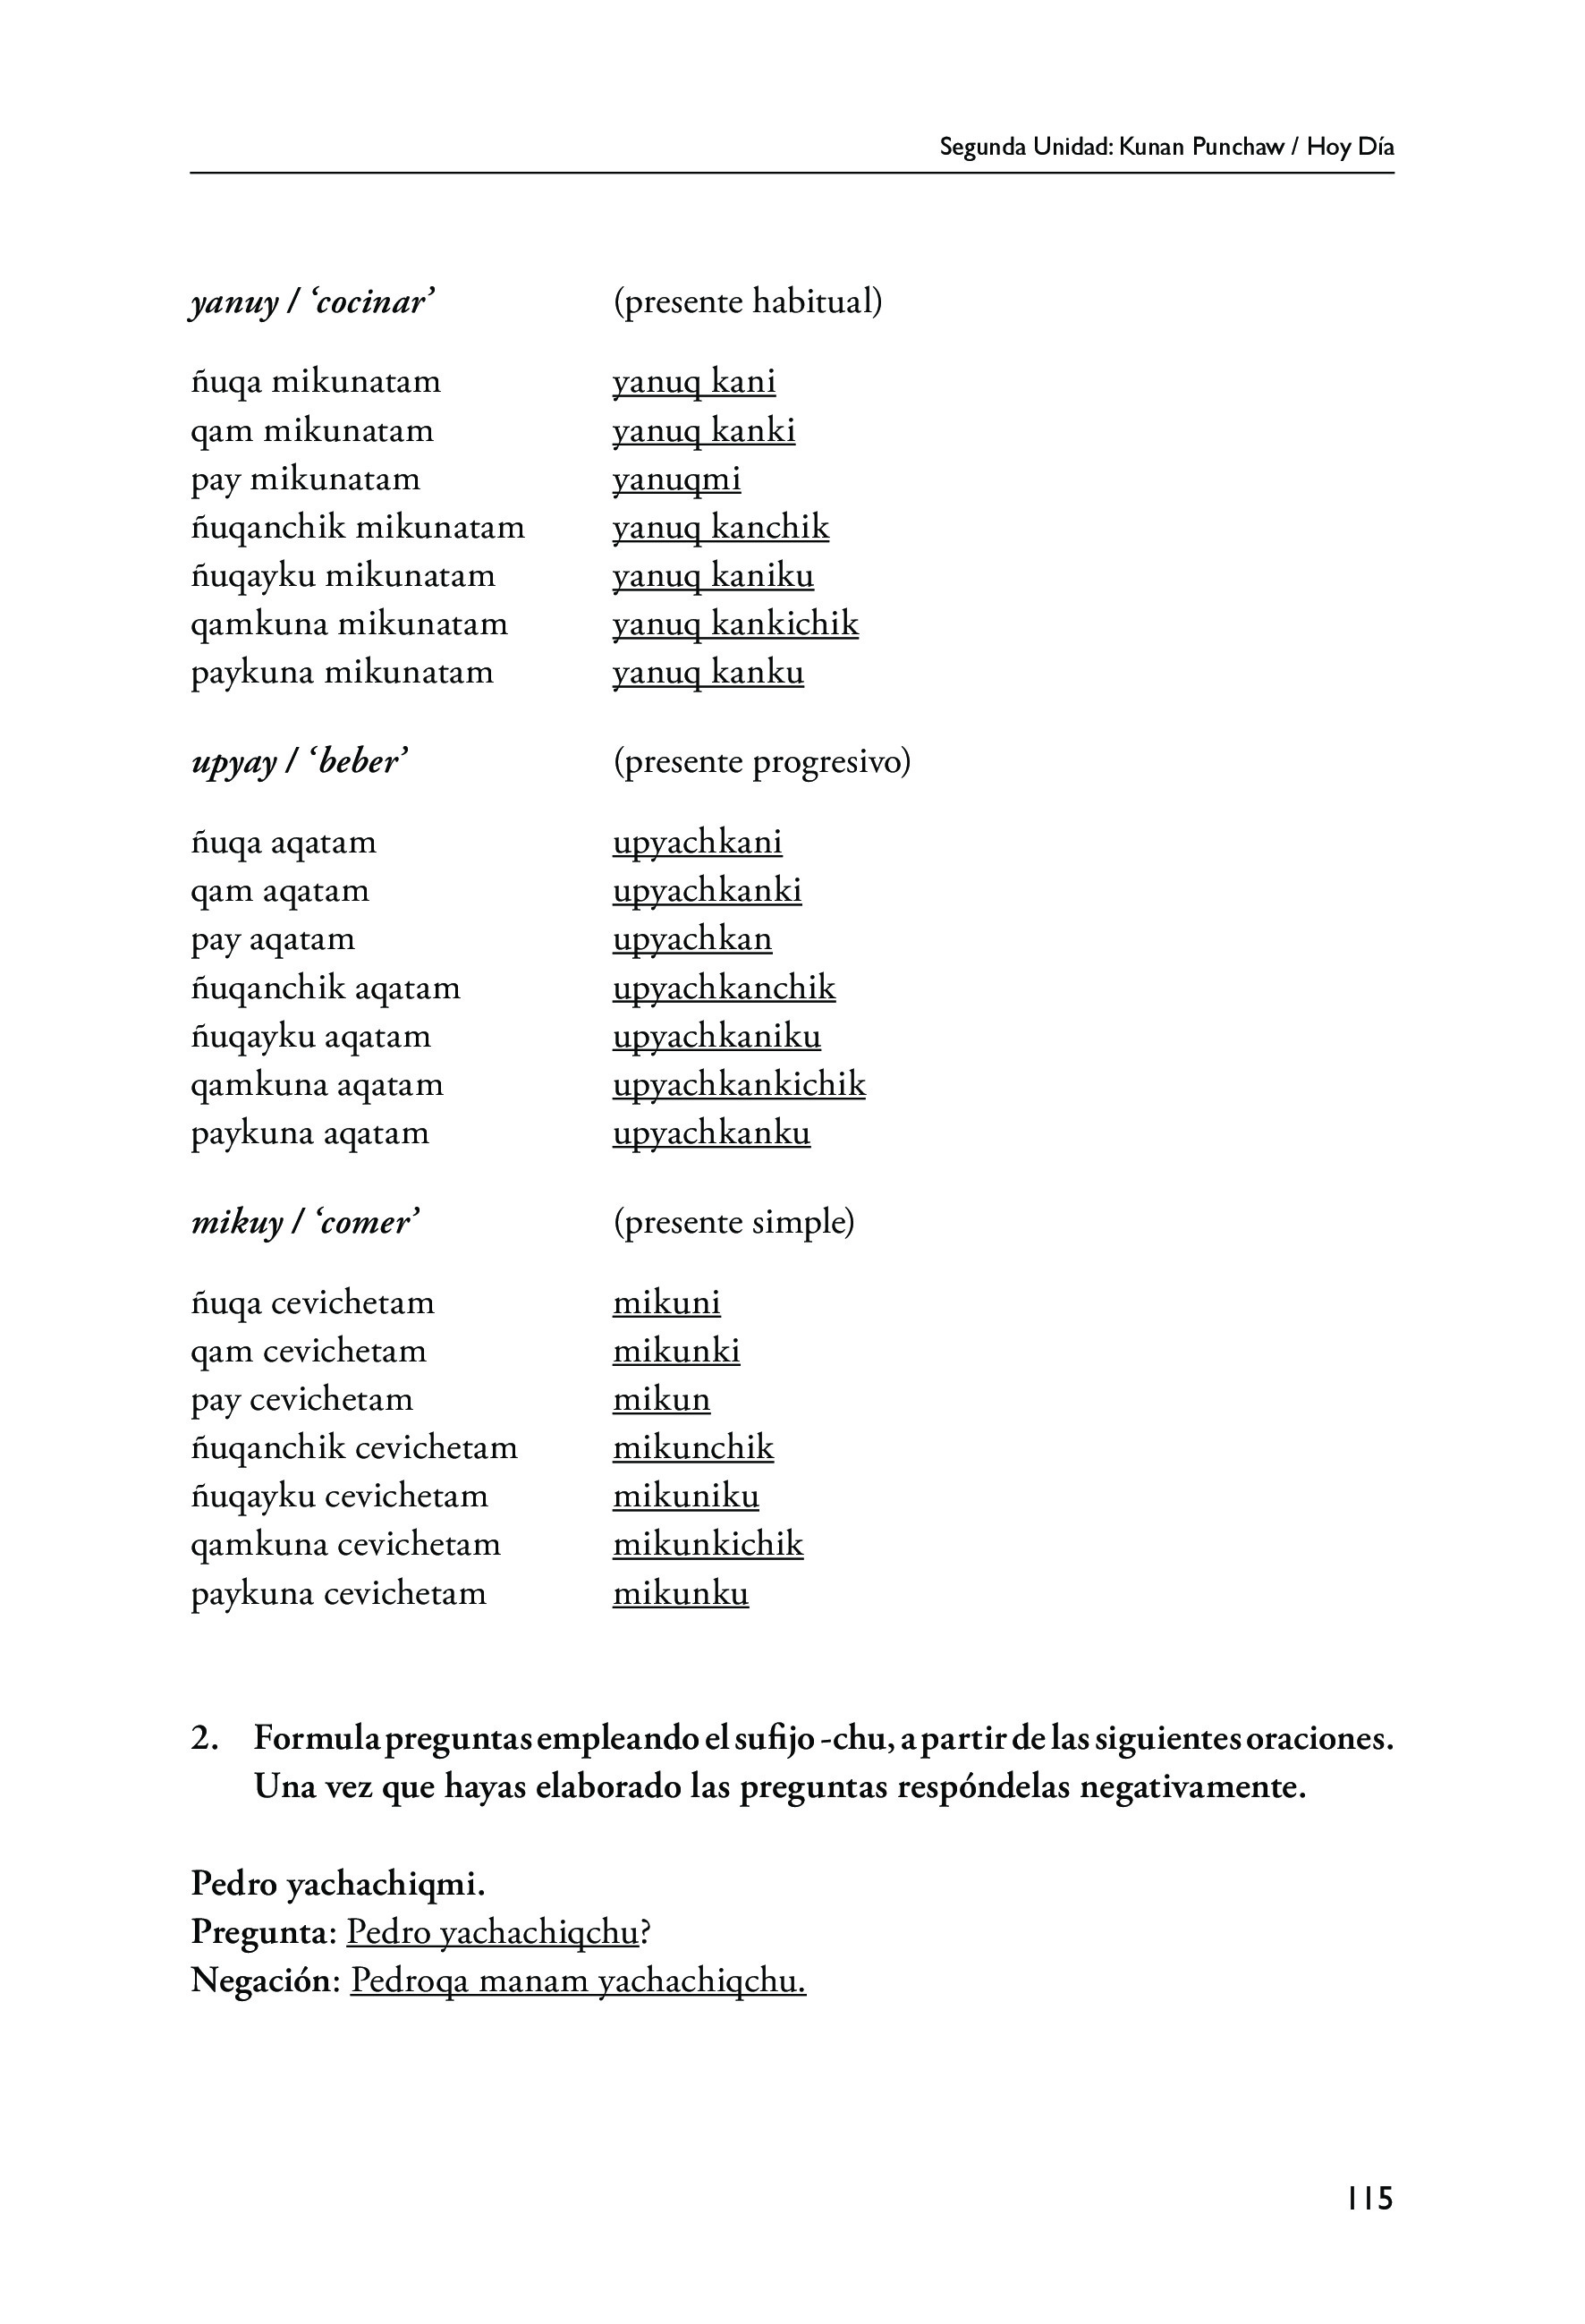 Segunda Unidad: Kunan Punchaw / Hoy Día
yanuy / ‘cocinar’ (presente habitual)
ñuqa mikunatam yanuq kani
qam mikunatam yanuq kanki
pay mikunatam yanuqmi
ñuqanchik mikunatam yanuq kanchik
ñuqayku mikunatam yanuq kaniku
qamkuna mikunatam yanuq kankichik
paykuna mikunatam yanuq kanku
upyay / ‘beber’ (presente progresivo)
ñuqa aqatam upyachkani
qam aqatam upyachkanki
pay aqatam upyachkan
ñuqanchik aqatam upyachkanchik
ñuqayku aqatam upyachkaniku
qamkuna aqatam upyachkankichik
paykuna aqatam upyachkanku
mikuy / ‘comer’ (presente simple)
ñuqa cevichetam mikuni
qam cevichetam mikunki
pay cevichetam mikun
ñuqanchik cevichetam mikunchik
ñuqayku cevichetam mikuniku
qamkuna cevichetam mikunkichik
paykuna cevichetam mikunku
2. Formula preguntas empleando el sufijo -chu, a partir de las siguientes oraciones.
Una vez que hayas elaborado las preguntas respóndelas negativamente.
Pedro yachachiqmi.
Pregunta: Pedro yachachiqchu?
Negación: Pedroqa manam yachachiqchu.
115